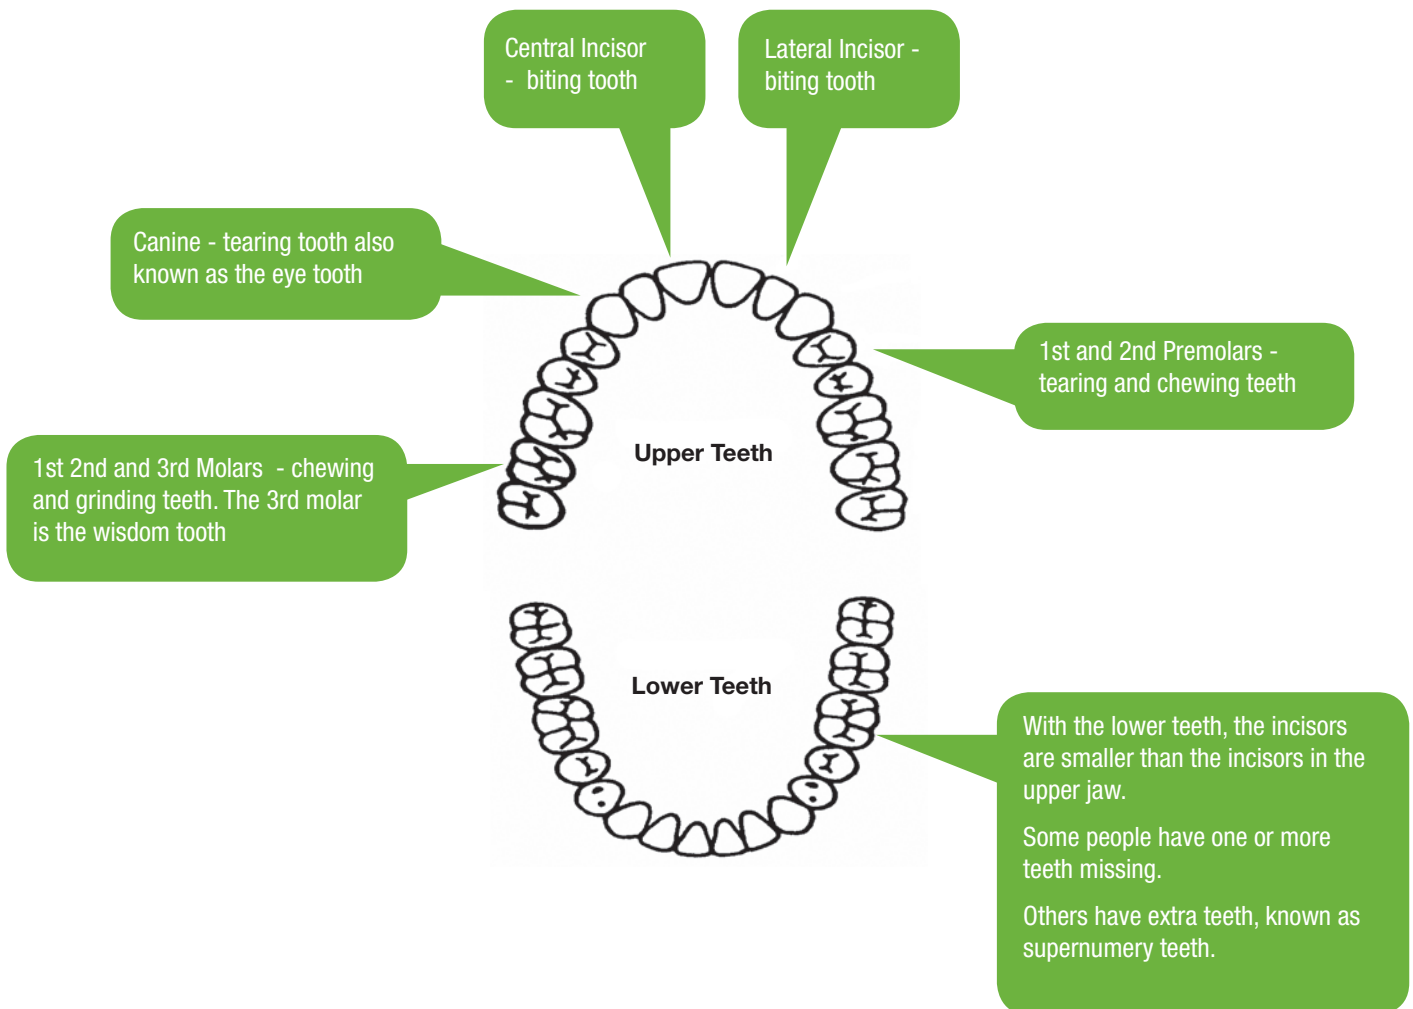 Central Incisor
- biting tooth
Lateral Incisor -
biting tooth
Canine - tearing tooth also
known as the eye tooth
1st and 2nd Premolars -
tearing and chewing teeth
Upper Teeth
1st 2nd and 3rd Molars - chewing
and grinding teeth. The 3rd molar
is the wisdom tooth
Lower Teeth
With the lower teeth, the incisors
are smaller than the incisors in the
upper jaw.
Some people have one or more
teeth missing.
Others have extra teeth, known as
supernumery teeth.